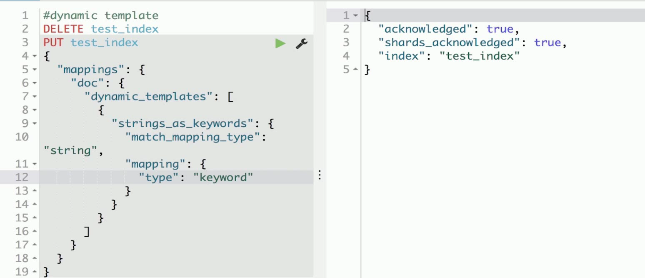 1 #dynamic template
2 DELETE test_index
3 PUT test_index
4 {
5 "mappings": {
6 "doc": {
7 "dynamic_templates": [
8 {
9 "strings_as_keywords": {
10 "match_mapping_type":
"string",
11 "mapping": {
12 "type": "keyword"
13 }
14 }
15 }
16 ]
17 }
18 }
19 }
1 {
2 "acknowledged": true,
3 "shards_acknowledged": true,
4 "index": "test_index"
5 }